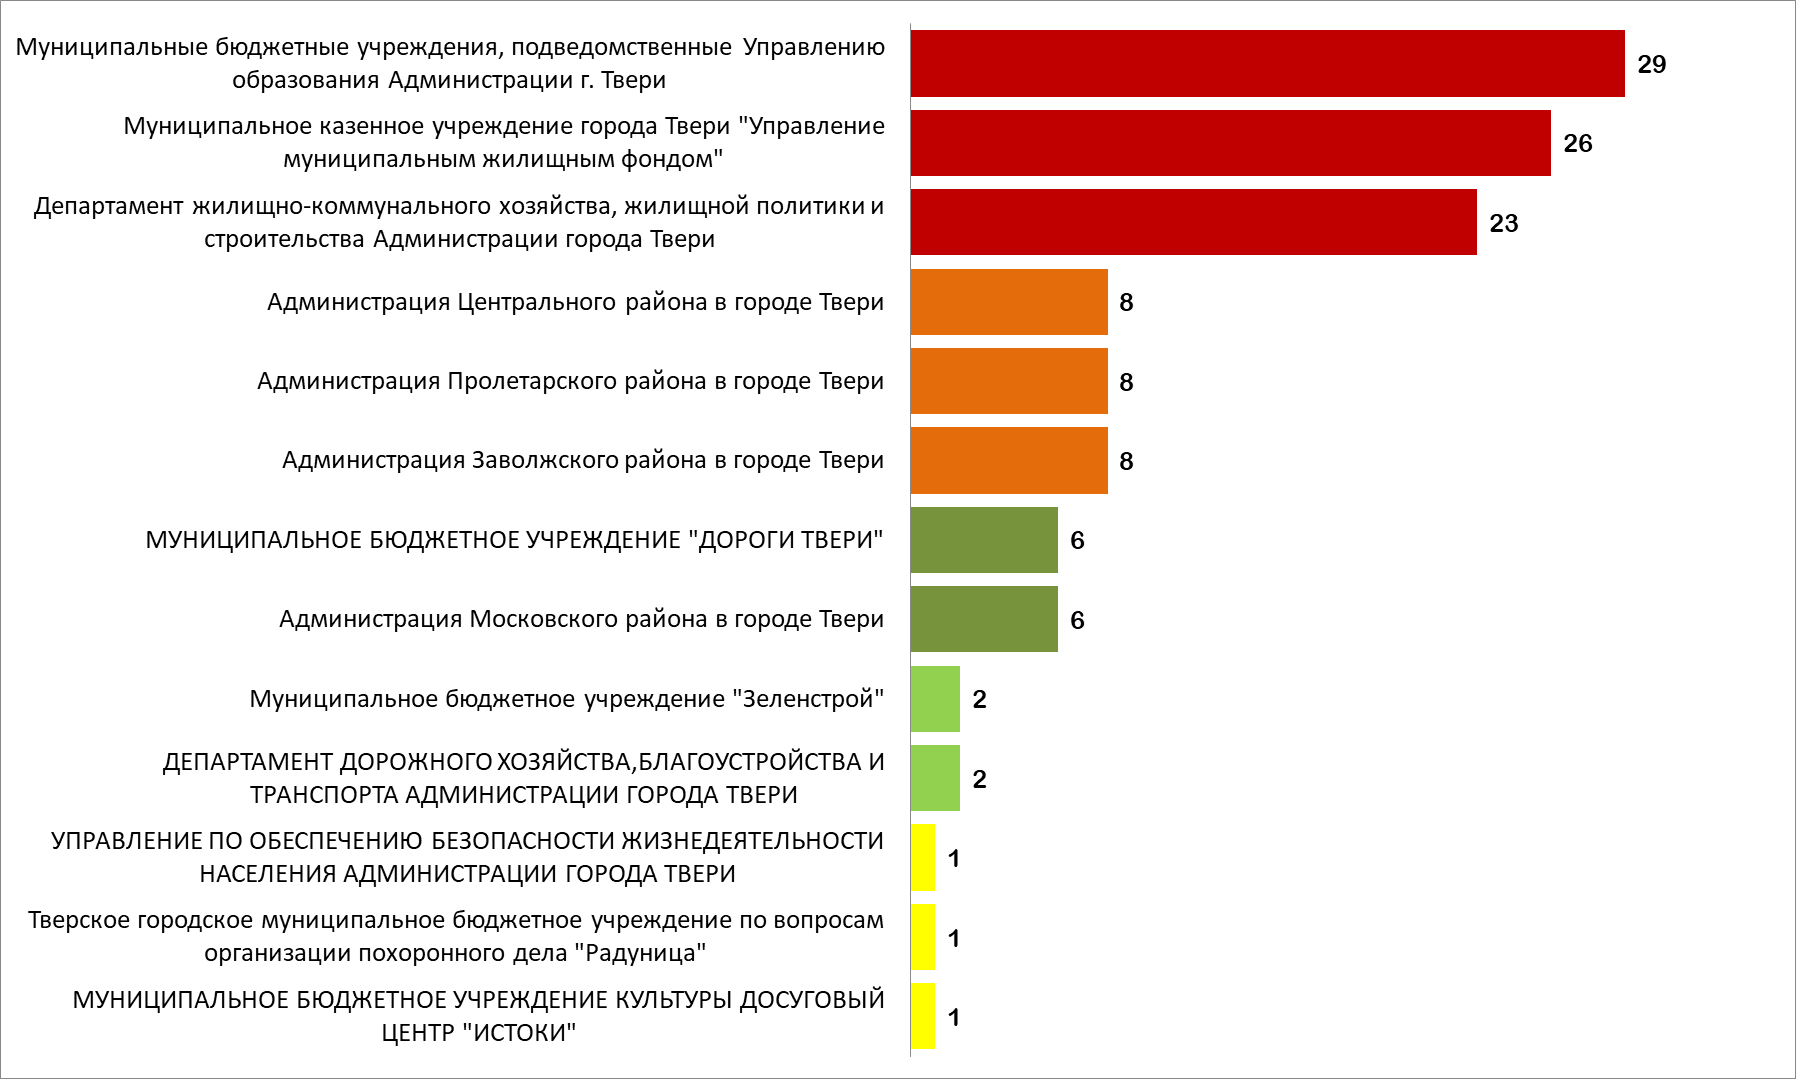 Муниципальные бюджетные учреждения, подведомственные Управлению
образования Администрации г. Твери
29
Муниципальное казенное учреждение города Твери "Управление
муниципальным жилищным фондом"
26
Департамент жилищно-коммунального хозяйства, жилищной политики и
строительства Администрации города Твери
23
Администрация Центрального района в городе Твери
8
Администрация Пролетарского района в городе Твери
8
Администрация Заволжского района в городе Твери
8
МУНИЦИПАЛЬНОЕ БЮДЖЕТНОЕ УЧРЕЖДЕНИЕ "ДОРОГИ ТВЕРИ"
6
Администрация Московского района в городе Твери
6
Муниципальное бюджетное учреждение "Зеленстрой"
2
ДЕПАРТАМЕНТ ДОРОЖНОГО ХОЗЯЙСТВА,БЛАГОУСТРОЙСТВА И
ТРАНСПОРТА АДМИНИСТРАЦИИ ГОРОДА ТВЕРИ
2
УПРАВЛЕНИЕ ПО ОБЕСПЕЧЕНИЮ БЕЗОПАСНОСТИ ЖИЗНЕДЕЯТЕЛЬНОСТИ
НАСЕЛЕНИЯ АДМИНИСТРАЦИИ ГОРОДА ТВЕРИ
1
Тверское городское муниципальное бюджетное учреждение по вопросам
организации похоронного дела "Радуница"
1
МУНИЦИПАЛЬНОЕ БЮДЖЕТНОЕ УЧРЕЖДЕНИЕ КУЛЬТУРЫ ДОСУГОВЫЙ
ЦЕНТР "ИСТОКИ"
1